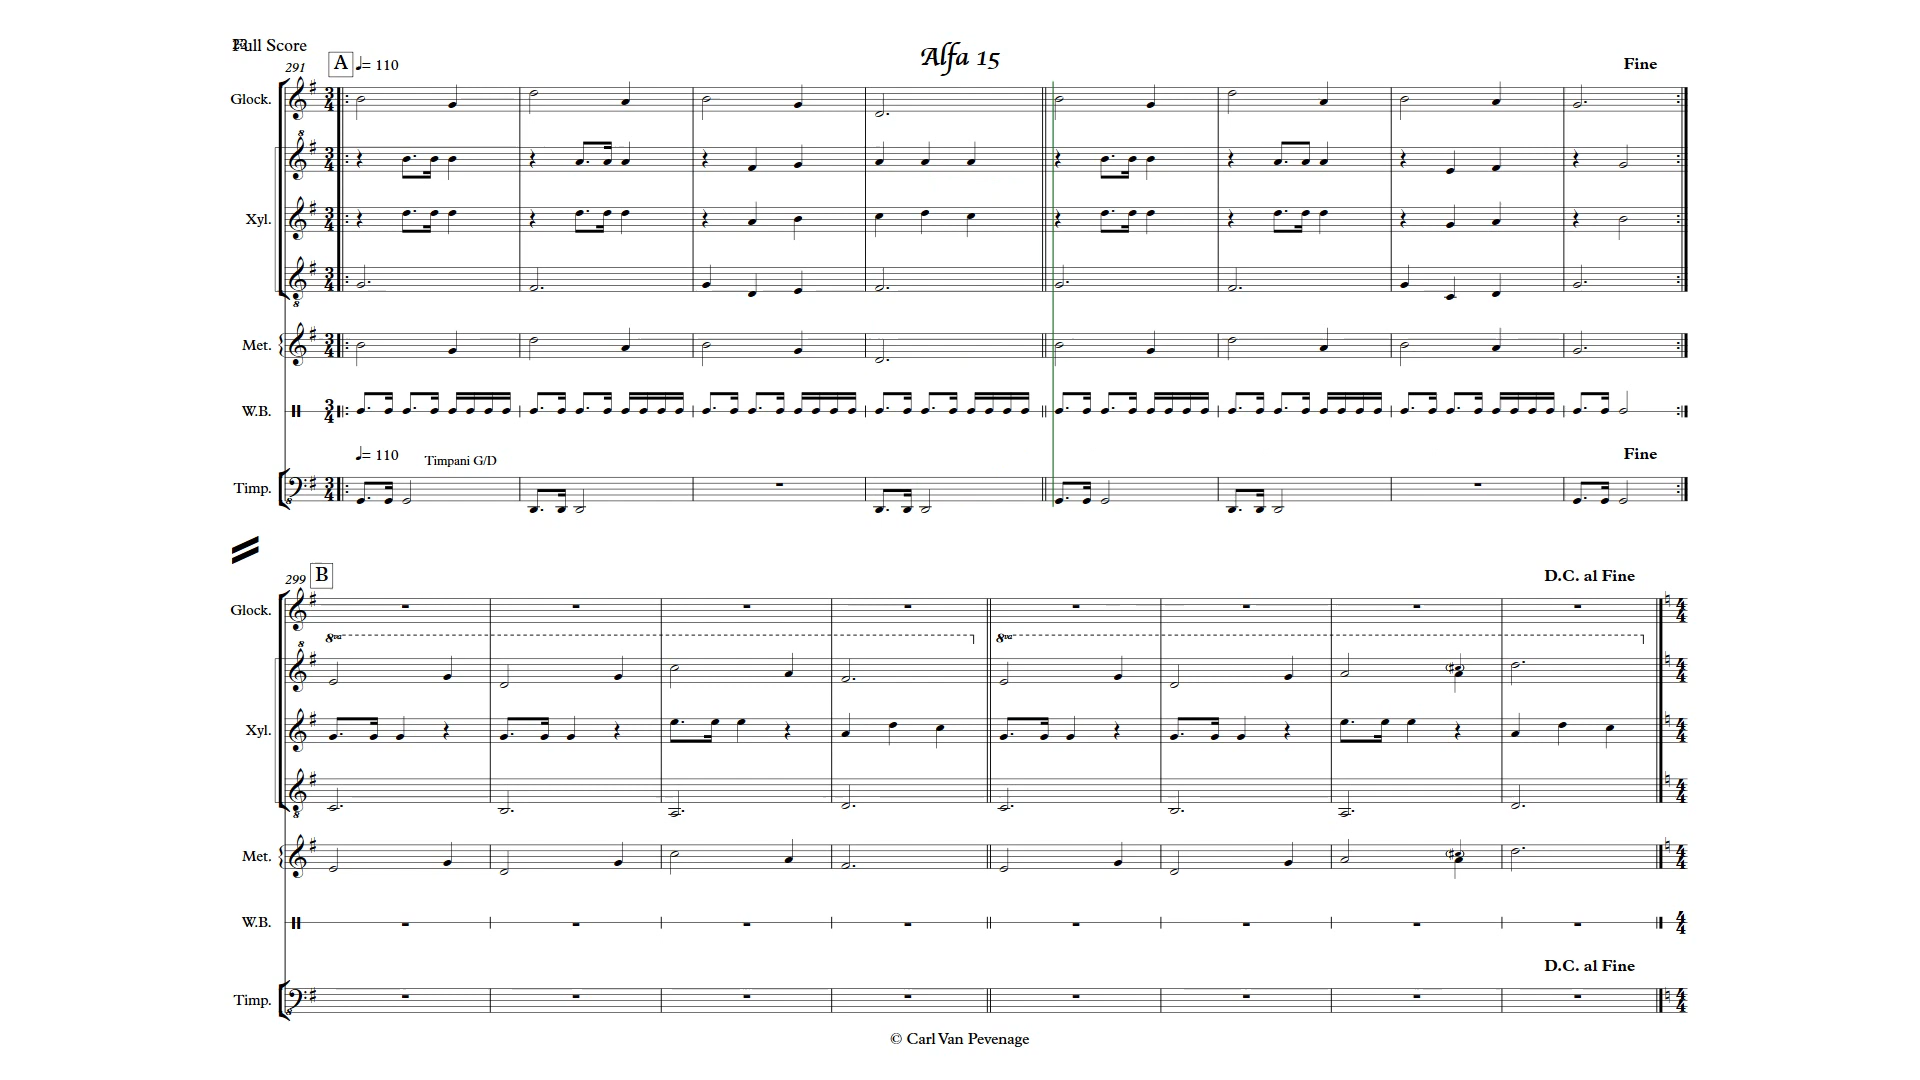 Full Score
22
Alfa 15
291
A ♩= 110
Fine
Glock.
Xyl.
Met.
W.B.
♩= 110
Timpani G/D
Fine
Timp.
299
B
D.C. al Fine
Glock.
8va
8va
Xyl.
Met.
W.B.
D.C. al Fine
Timp.
© Carl Van Pevenage